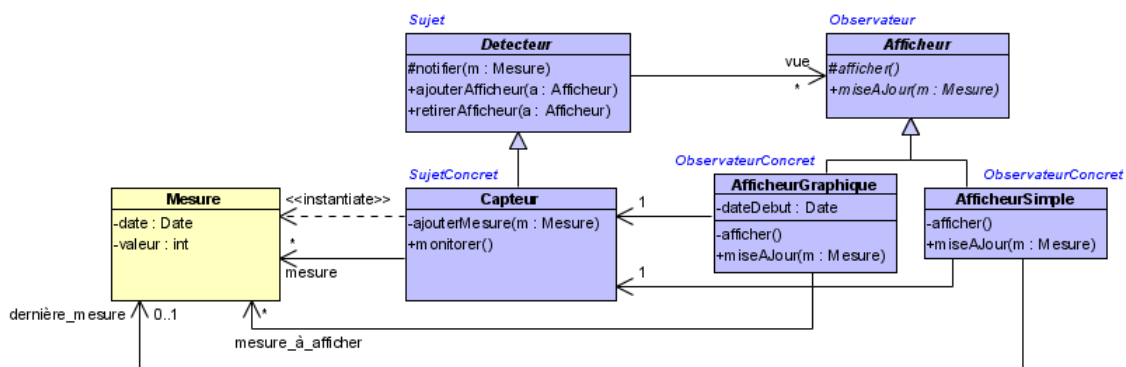 Sujet
Observateur
Detecteur
#notifier(m : Mesure)
+ajouterAfficheur(a : Afficheur)
+retirerAfficheur(a : Afficheur)
vue
*
Afficheur
#afficher()
+miseAJour(m : Mesure)
SujetConcret
ObservateurConcret
ObservateurConcret
Mesure
-date : Date
-valeur : int
<<instantiate>>
*
mesure
Capteur
-ajouterMesure(m : Mesure)
+monitorer()
1
1
AfficheurGraphique
-dateDebut : Date
-afficher()
+miseAJour(m : Mesure)
AfficheurSimple
-afficher()
+miseAJour(m : Mesure)
dernière_mesure
0..1
*
mesure_à_afficher